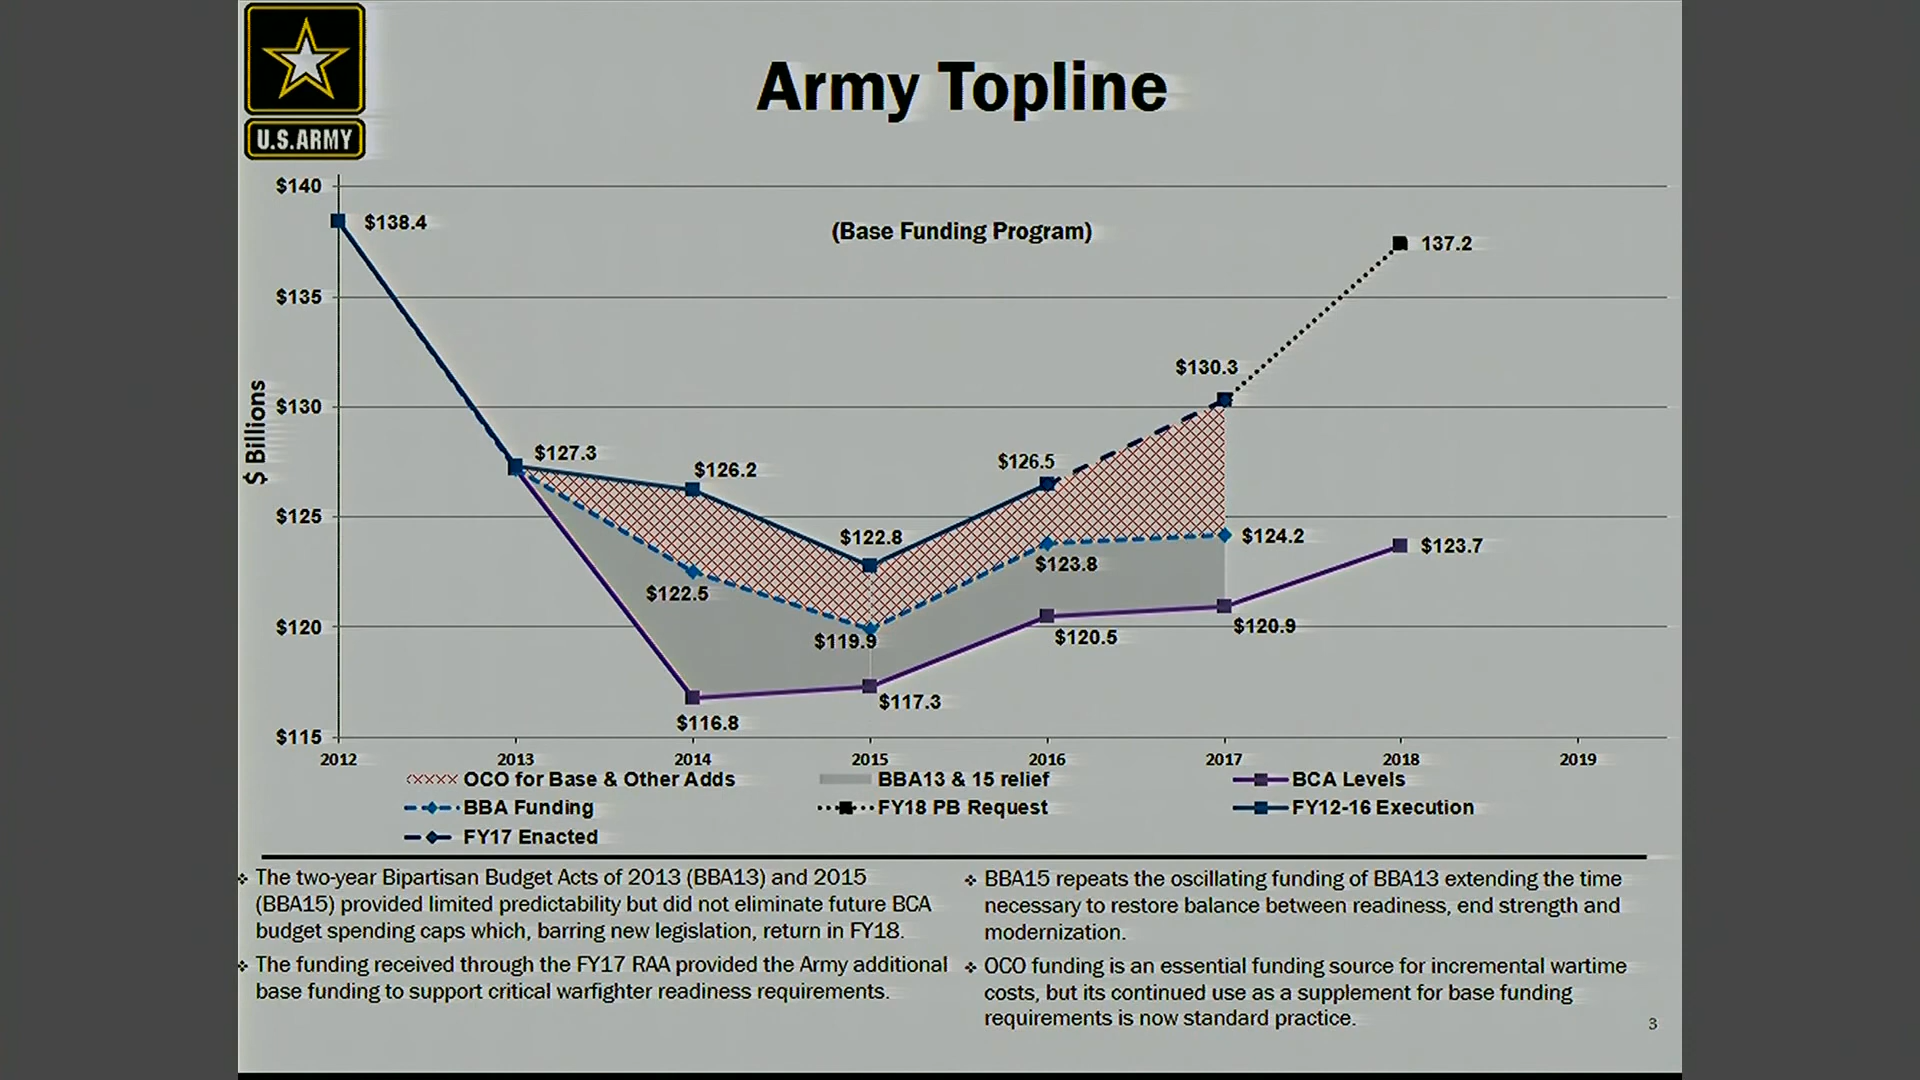 U.S.ARMY
Army Topline
(Base Funding Program)
$ Billions
$140
$135
$130
$125
$120
$115
$138.4
$127.3
$126.2
$122.8
$126.5
$130.3
137.2
$122.5
$119.9
$123.8
$124.2
$116.8
$117.3
$120.5
$120.9
$123.7
2012 2013 2014 2015 2016 2017 2018 2019
OCO for Base & Other Adds BBA13 & 15 relief BCA Levels
BBA Funding FY18 PB Request FY12-16 Execution
FY17 Enacted
The two-year Bipartisan Budget Acts of 2013 (BBA13) and 2015
(BBA15) provided limited predictability but did not eliminate future BCA
budget spending caps which, barring new legislation, return in FY18.
The funding received through the FY17 RAA provided the Army additional
base funding to support critical warfighter readiness requirements.
BBA15 repeats the oscillating funding of BBA13 extending the time
necessary to restore balance between readiness, end strength and
modernization.
OCO funding is an essential funding source for incremental wartime
costs, but its continued use as a supplement for base funding
requirements is now standard practice.
3